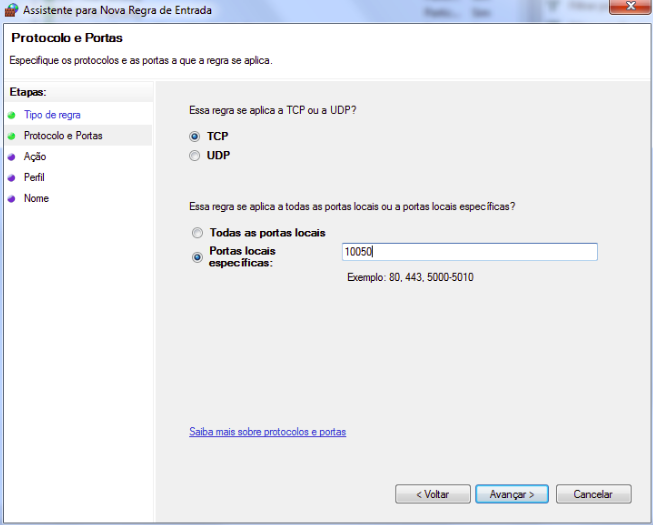 Assistente para Nova Regra de Entrada
Protocolo e Portas
Especifique os protocolos e as portas a que a regra se aplica.
Etapas:
Tipo de regra
Protocolo e Portas
Ação
Perfil
Nome
Essa regra se aplica a TCP ou a UDP?
TCP
UDP
Essa regra se aplica a todas as portas locais ou a portas locais específicas?
Todas as portas locais
Portas locais
específicas:
10050
Exemplo: 80, 443, 5000-5010
Saiba mais sobre protocolos e portas
< Voltar
Avançar >
Cancelar